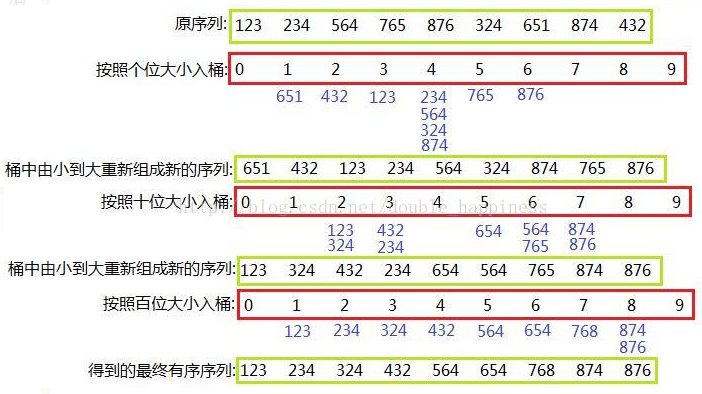 原序列: 123 234 564 765 876 324 651 874 432
按照个位大小入桶: 0 1 2 3 4 5 6 7 8 9
651 432 123 234 765 876
564
324
874
桶中由小到大重新组成新的序列: 651 432 123 234 564 324 874 765 876
按照十位大小入桶: 0 1 2 3 4 5 6 7 8 9
http://blog.csdn.net/double_happiness
123 432 654 564 874
324 234 765 876
桶中由小到大重新组成新的序列: 123 324 432 234 654 564 765 874 876
按照百位大小入桶: 0 1 2 3 4 5 6 7 8 9
123 234 324 432 564 654 768 874
876
得到的最终有序序列: 123 234 324 432 564 654 768 874 876